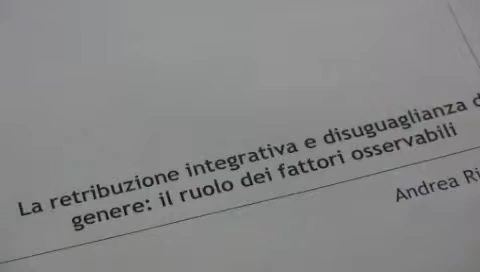 La retribuzione integrativa e disuguaglianza
genere: il ruolo dei fattori osservabili
Andrea